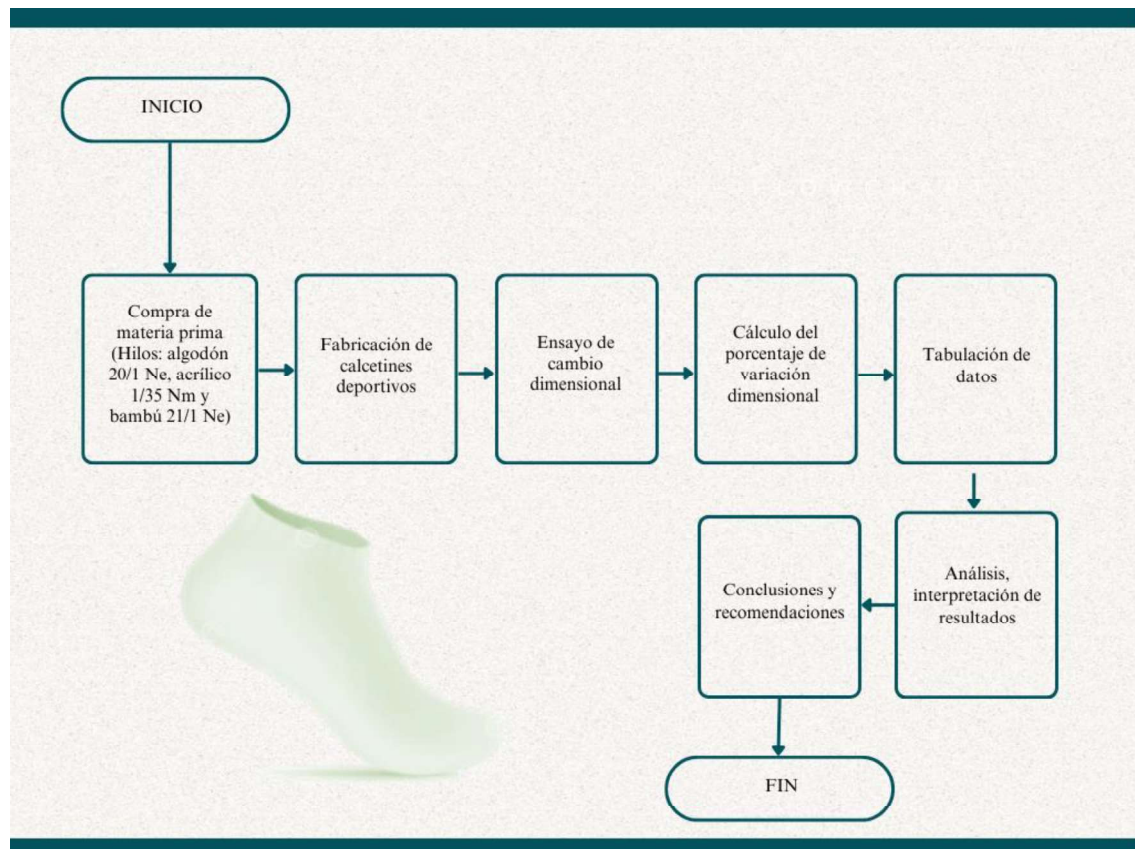 INICIO
Compra de
materia prima
(Hilos: algodón
20/1 Ne, acrílico
1/35 Nm y
bambú 21/1 Ne)
Fabricación de
calcetines
deportivos
Ensayo de
cambio
dimensional
Cálculo del
porcentaje de
variación
dimensional
Tabulación de
datos
Análisis,
interpretación de
resultados
Conclusiones y
recomendaciones
FIN